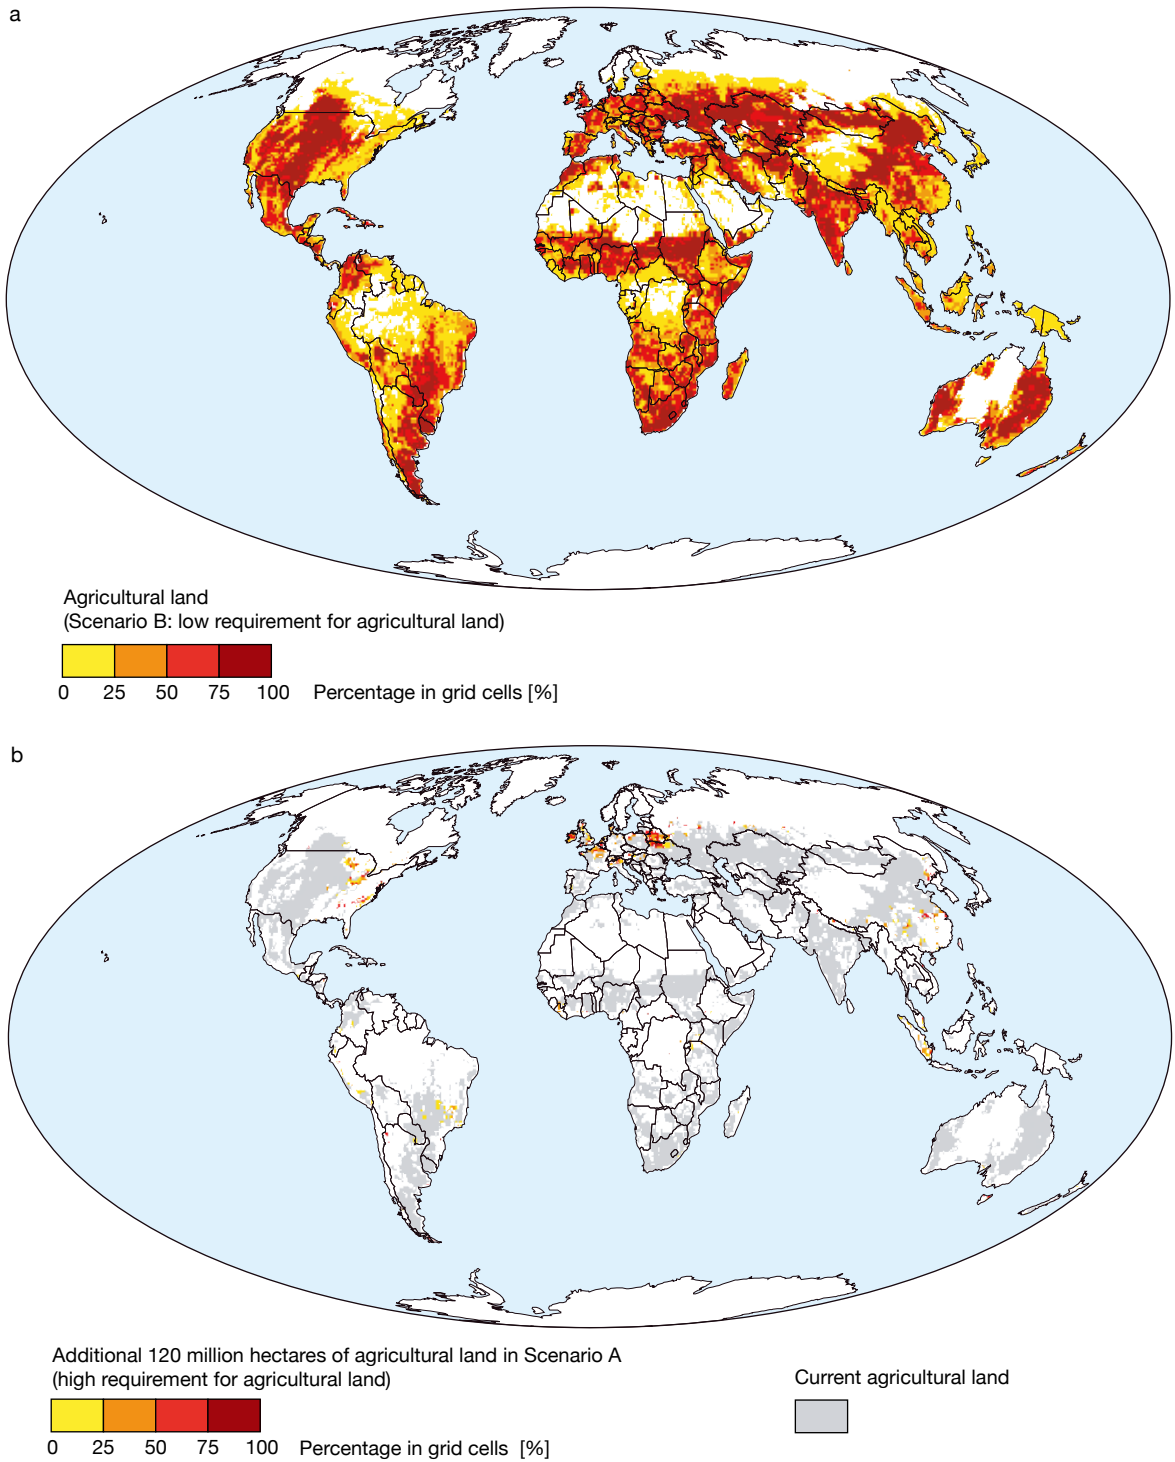 a
Agricultural land
(Scenario B: low requirement for agricultural land)
0 25 50 75 100 Percentage in grid cells [%]
b
Additional 120 million hectares of agricultural land in Scenario A
(high requirement for agricultural land)
0 25 50 75 100 Percentage in grid cells [%]
Current agricultural land